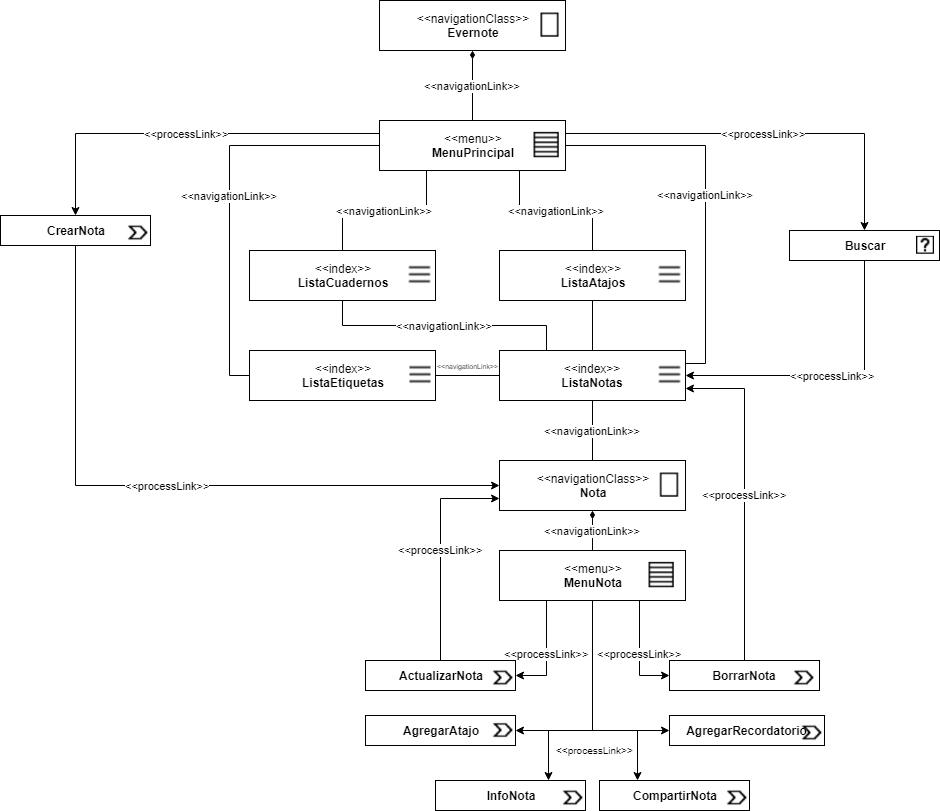 <<navigationClass>>
Evernote
<<navigationLink>>
<<processLink>>
<<menu>>
MenuPrincipal
<<processLink>>
<<navigationLink>>
<<navigationLink>>
<<navigationLink>>
<<navigationLink>>
CrearNota
Buscar
?
<<index>>
ListaCuadernos
<<index>>
ListaAtajos
<<navigationLink>>
<<index>>
ListaEtiquetas
<<navigationLink>>
<<index>>
ListaNotas
<<processLink>>
<<navigationLink>>
<<processLink>>
<<navigationClass>>
Nota
<<processLink>>
<<navigationLink>>
<<processLink>>
<<menu>>
MenuNota
<<processLink>>
<<processLink>>
ActualizarNota
BorrarNota
AgregarAtajo
AgregarRecordatorio
<<processLink>>
InfoNota
CompartirNota